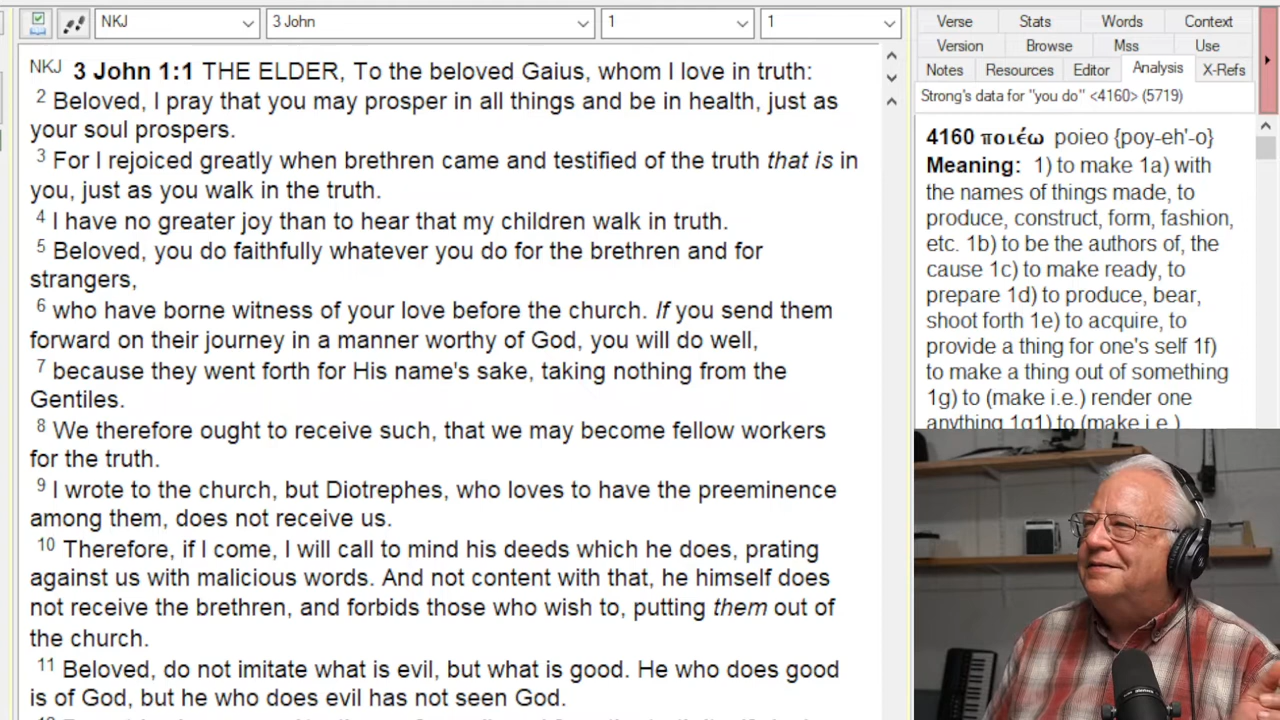 NKJ 3 John 1 1
NKJ 3 John 1:1 THE ELDER, To the beloved Gaius, whom I love in truth:
2 Beloved, I pray that you may prosper in all things and be in health, just as
your soul prospers.
3 For I rejoiced greatly when brethren came and testified of the truth that is in
you, just as you walk in the truth.
4 I have no greater joy than to hear that my children walk in truth.
5 Beloved, you do faithfully whatever you do for the brethren and for
strangers,
6 who have borne witness of your love before the church. If you send them
forward on their journey in a manner worthy of God, you will do well,
7 because they went forth for His name's sake, taking nothing from the
Gentiles.
8 We therefore ought to receive such, that we may become fellow workers
for the truth.
9 I wrote to the church, but Diotrephes, who loves to have the preeminence
among them, does not receive us.
10 Therefore, if I come, I will call to mind his deeds which he does, prating
against us with malicious words. And not content with that, he himself does
not receive the brethren, and forbids those who wish to, putting them out of
the church.
11 Beloved, do not imitate what is evil, but what is good. He who does good
is of God, but he who does evil has not seen God.
Verse Stats Words Context
Version Browse Mss Use
Notes Resources Editor Analysis X-Refs
Strong's data for "you do" <4160> (5719)
4160 ποιέω poieo {poy-eh'-o}
Meaning: 1) to make 1a) with
the names of things made, to
produce, construct, form, fashion,
etc. 1b) to be the authors of, the
cause 1c) to make ready, to
prepare 1d) to produce, bear,
shoot forth 1e) to acquire, to
provide a thing for one's self 1f)
to make a thing out of something
1g) to (make i.e.) render one
anything 1g1) to (make i.e.)